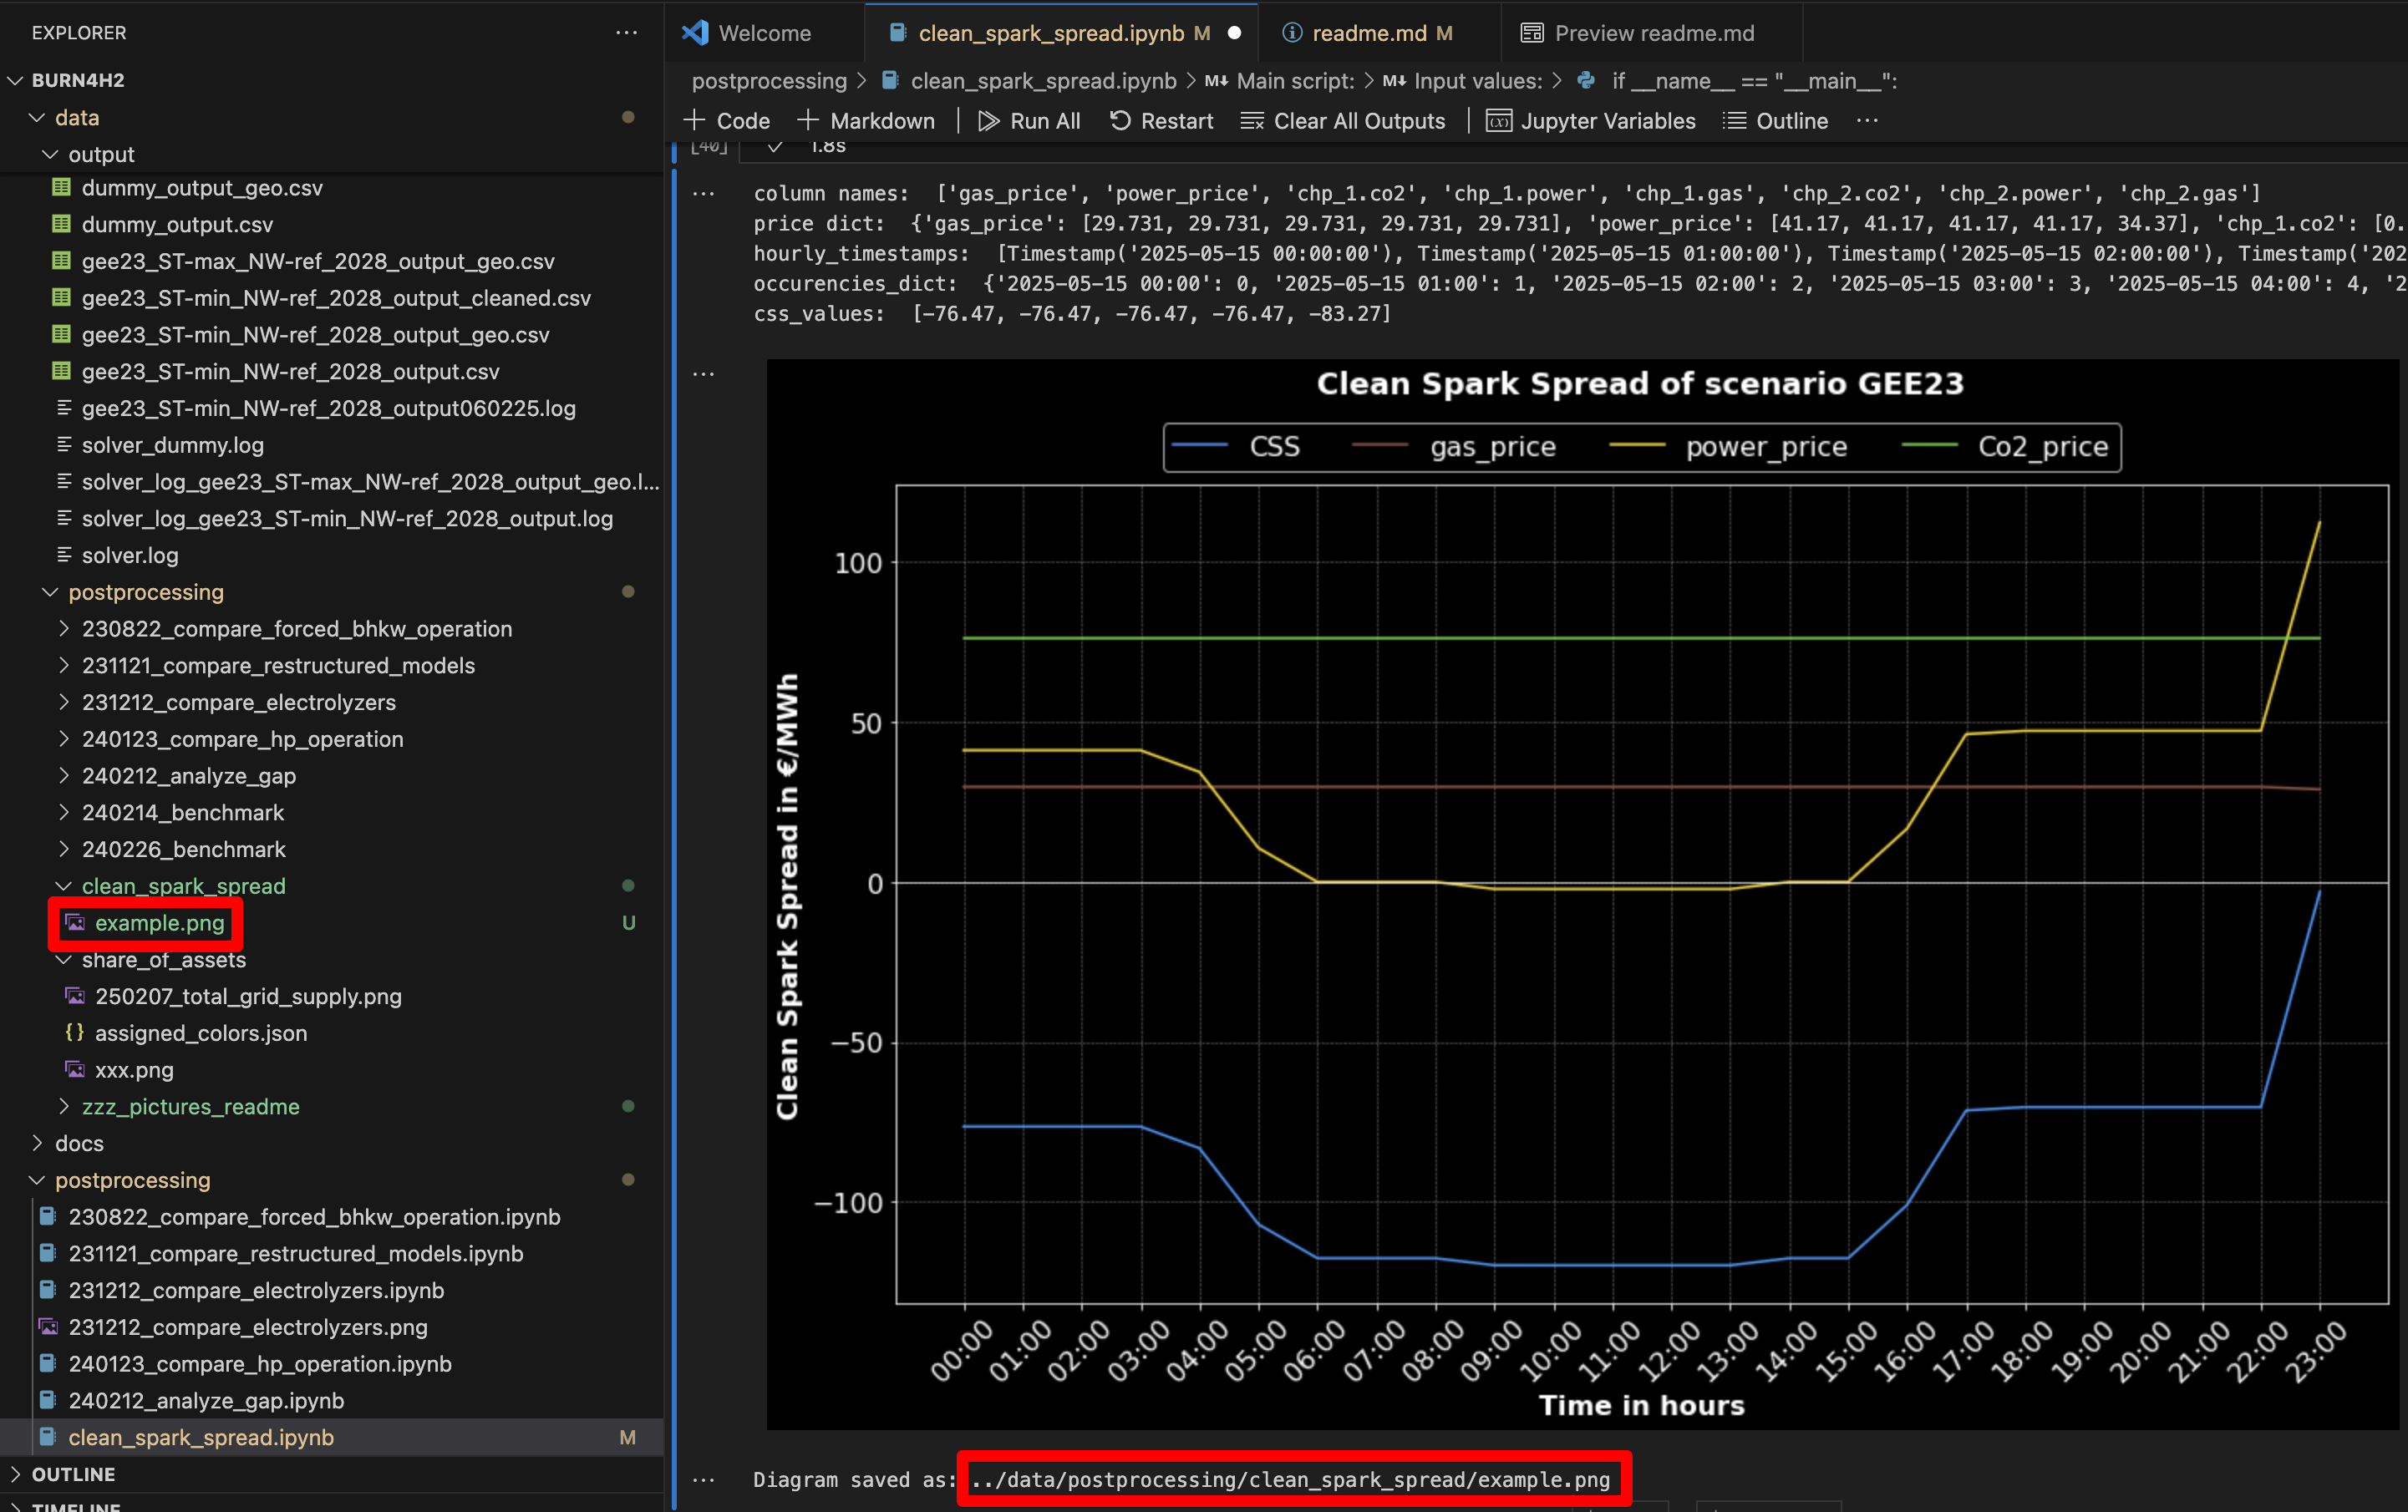 EXPLORER
BURN4H2
data
output
dummy_output_geo.csv
dummy_output.csv
gee23_ST-max_NW-ref_2028_output_geo.csv
gee23_ST-min_NW-ref_2028_output_cleaned.csv
gee23_ST-min_NW-ref_2028_output_geo.csv
gee23_ST-min_NW-ref_2028_output.csv
gee23_ST-min_NW-ref_2028_output060225.log
solver_dummy.log
solver_log_gee23_ST-max_NW-ref_2028_output_geo.l...
solver_log_gee23_ST-min_NW-ref_2028_output.log
solver.log
postprocessing
230822_compare_forced_bhkw_operation
231121_compare_restructured_models
231212_compare_electrolyzers
240123_compare_hp_operation
240212_analyze_gap
240214_benchmark
240226_benchmark
clean_spark_spread
example.png U
share_of_assets
250207_total_grid_supply.png
{} assigned_colors.json
xxx.png
zzz_pictures_readme
docs
postprocessing
230822_compare_forced_bhkw_operation.ipynb
231121_compare_restructured_models.ipynb
231212_compare_electrolyzers.ipynb
231212_compare_electrolyzers.png
240123_compare_hp_operation.ipynb
240212_analyze_gap.ipynb
clean_spark_spread.ipynb M
OUTLINE
TIMELINE
Welcome clean_spark_spread.ipynb M readme.md M Preview readme.md
postprocessing > clean_spark_spread.ipynb > M↓ Main script: > M↓ Input values: > if __name__ == "__main__":
+ Code + Markdown | Run All Restart Clear All Outputs | Jupyter Variables Outline ...
[40] ✓ 1.8s
column names: ['gas_price', 'power_price', 'chp_1.co2', 'chp_1.power', 'chp_1.gas', 'chp_2.co2', 'chp_2.power', 'chp_2.gas']
price dict: {'gas_price': [29.731, 29.731, 29.731, 29.731, 29.731], 'power_price': [41.17, 41.17, 41.17, 41.17, 34.37], 'chp_1.co2': [0.
hourly_timestamps: [Timestamp('2025-05-15 00:00:00'), Timestamp('2025-05-15 01:00:00'), Timestamp('2025-05-15 02:00:00'), Timestamp('202
occurencies_dict: {'2025-05-15 00:00': 0, '2025-05-15 01:00': 1, '2025-05-15 02:00': 2, '2025-05-15 03:00': 3, '2025-05-15 04:00': 4, '2
css_values: [-76.47, -76.47, -76.47, -76.47, -83.27]
Clean Spark Spread of scenario GEE23
CSS gas_price power_price Co2_price
Clean Spark Spread in €/MWh
100
50
0
−50
−100
00:00 01:00 02:00 03:00 04:00 05:00 06:00 07:00 08:00 09:00 10:00 11:00 12:00 13:00 14:00 15:00 16:00 17:00 18:00 19:00 20:00 21:00 22:00 23:00
Time in hours
Diagram saved as: ../data/postprocessing/clean_spark_spread/example.png